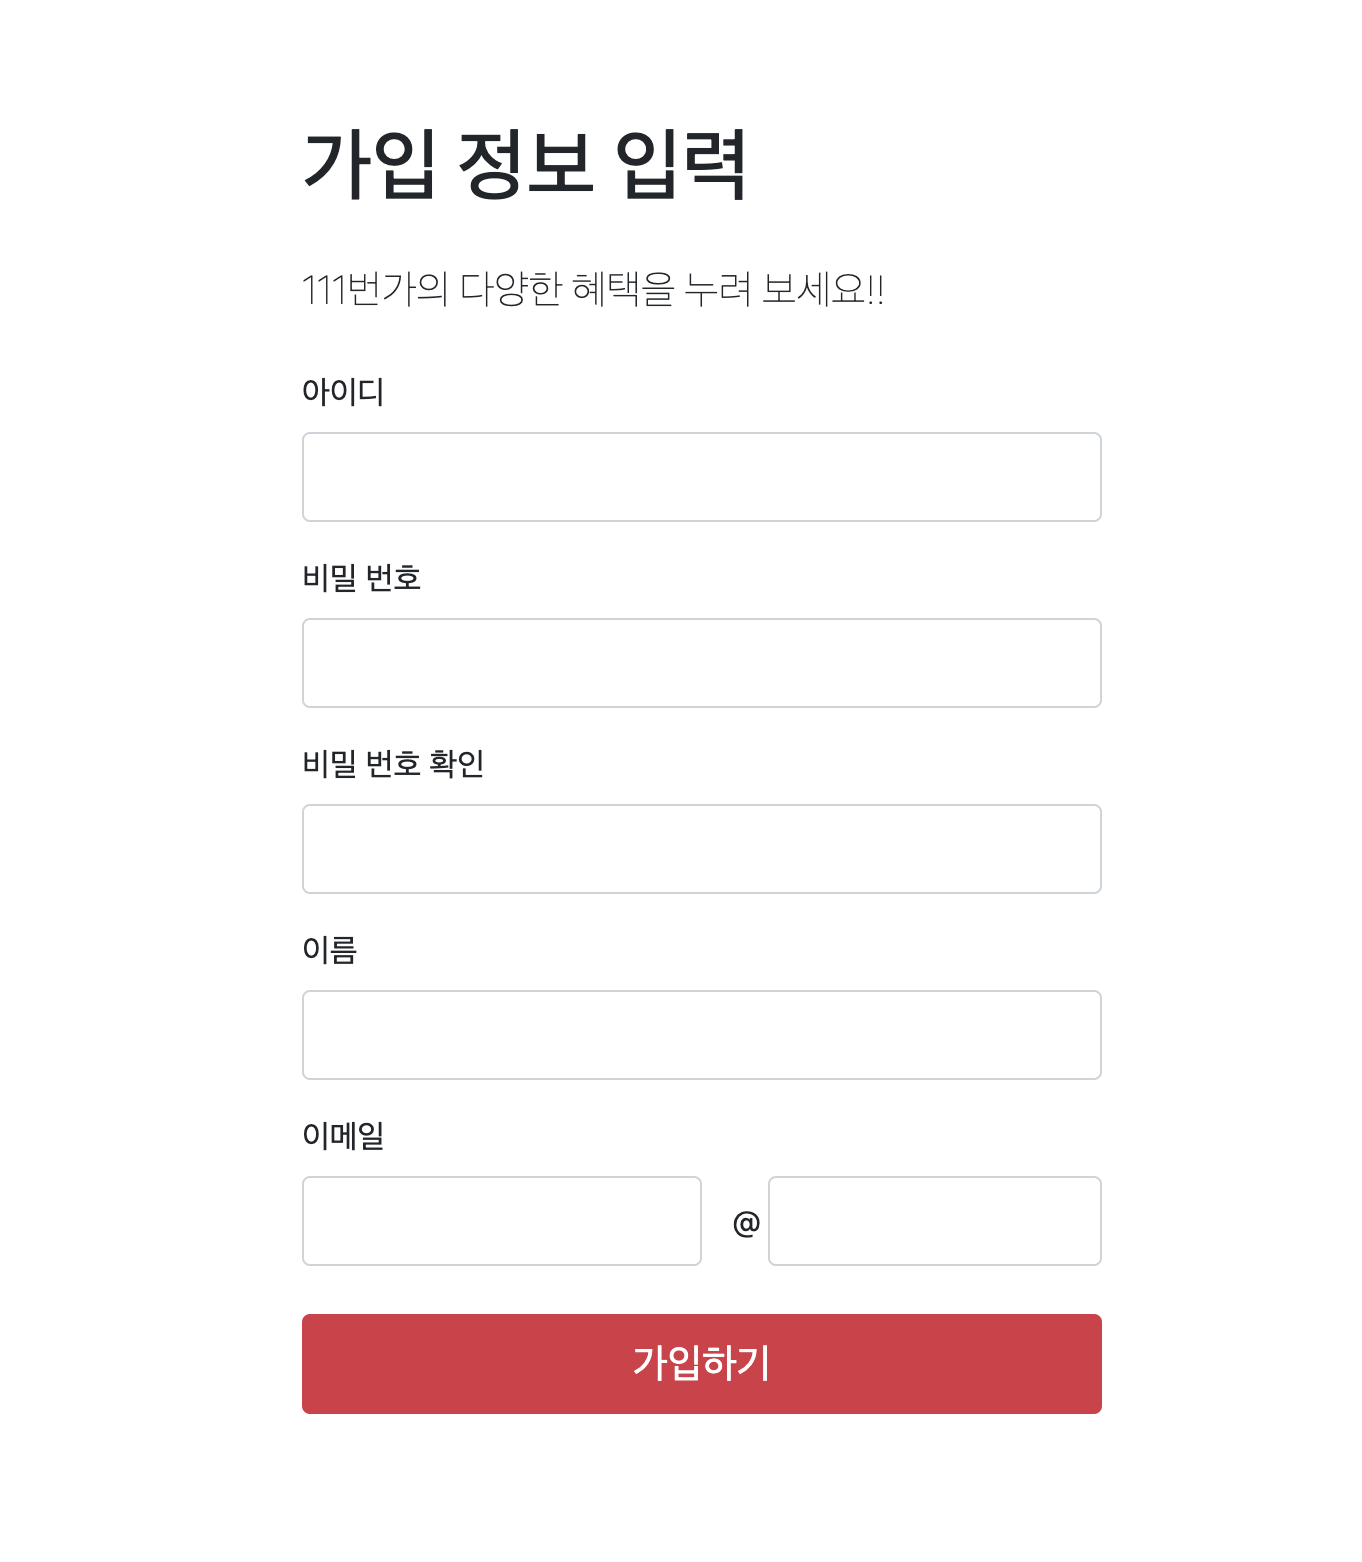 가입 정보 입력
111번가의 다양한 혜택을 누려 보세요!!
아이디
비밀 번호
비밀 번호 확인
이름
이메일
@
가입하기